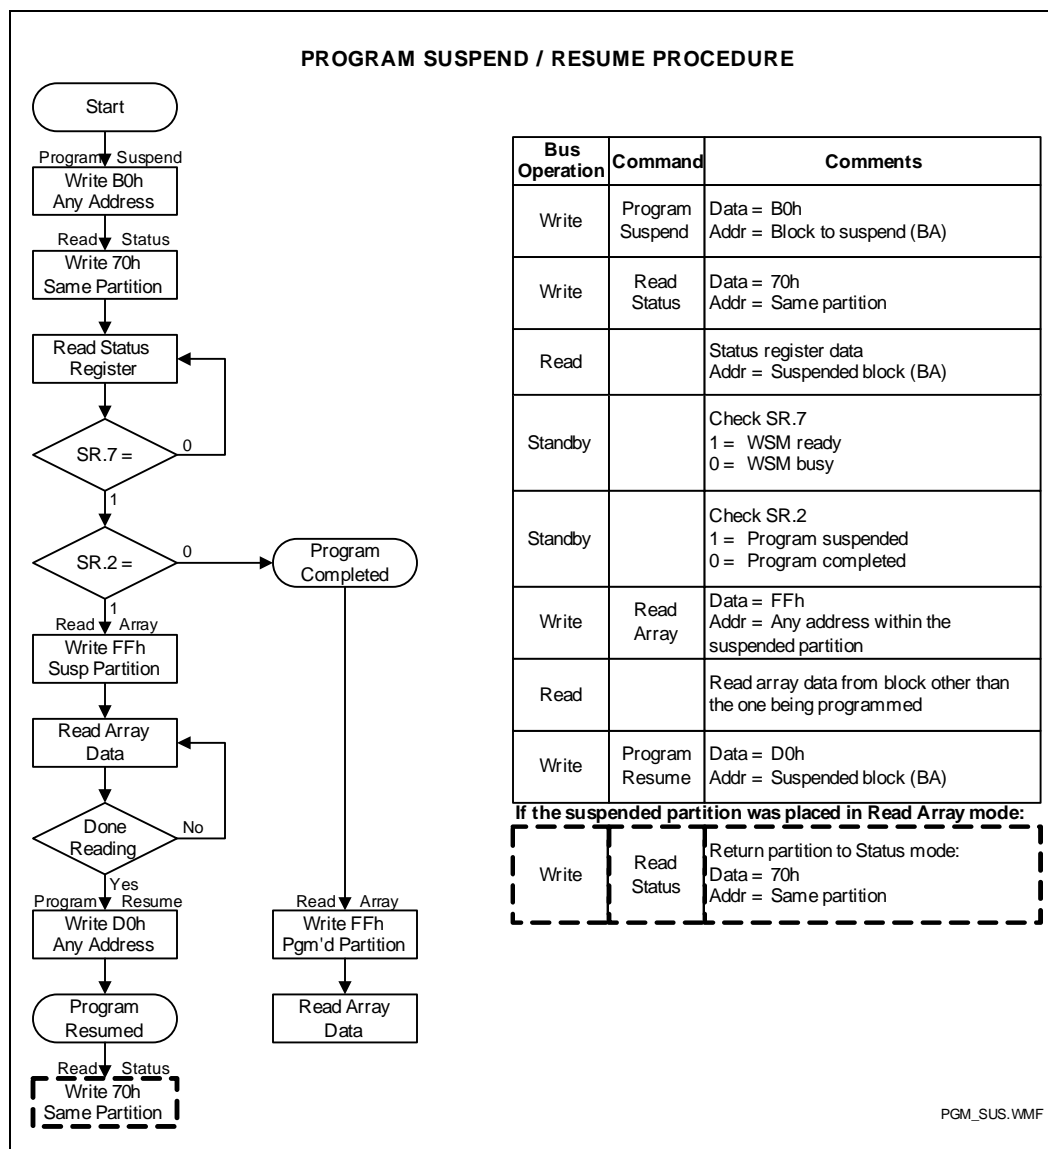 PROGRAM SUSPEND / RESUME PROCEDURE
Start
Program Suspend
Write B0h
Any Address
Read Status
Write 70h
Same Partition
Read Status
Register
SR.7 =
0
1
SR.2 =
0
1
Program
Completed
Read Array
Write FFh
Susp Partition
Read Array
Data
Done
Reading
No
Yes
Program Resume
Write D0h
Any Address
Read Array
Write FFh
Pgm'd Partition
Program
Resumed
Read Array
Data
Read Status
Write 70h
Same Partition
Bus
Operation
Command
Comments
Write
Program
Suspend
Data = B0h
Addr = Block to suspend (BA)
Write
Read
Status
Data = 70h
Addr = Same partition
Read
Status register data
Addr = Suspended block (BA)
Standby
Check SR.7
1 = WSM ready
0 = WSM busy
Standby
Check SR.2
1 = Program suspended
0 = Program completed
Write
Read
Array
Data = FFh
Addr = Any address within the
suspended partition
Read
Read array data from block other than
the one being programmed
Write
Program
Resume
Data = D0h
Addr = Suspended block (BA)
If the suspended partition was placed in Read Array mode:
Write
Read
Status
Return partition to Status mode:
Data = 70h
Addr = Same partition
PGM_SUS.WMF